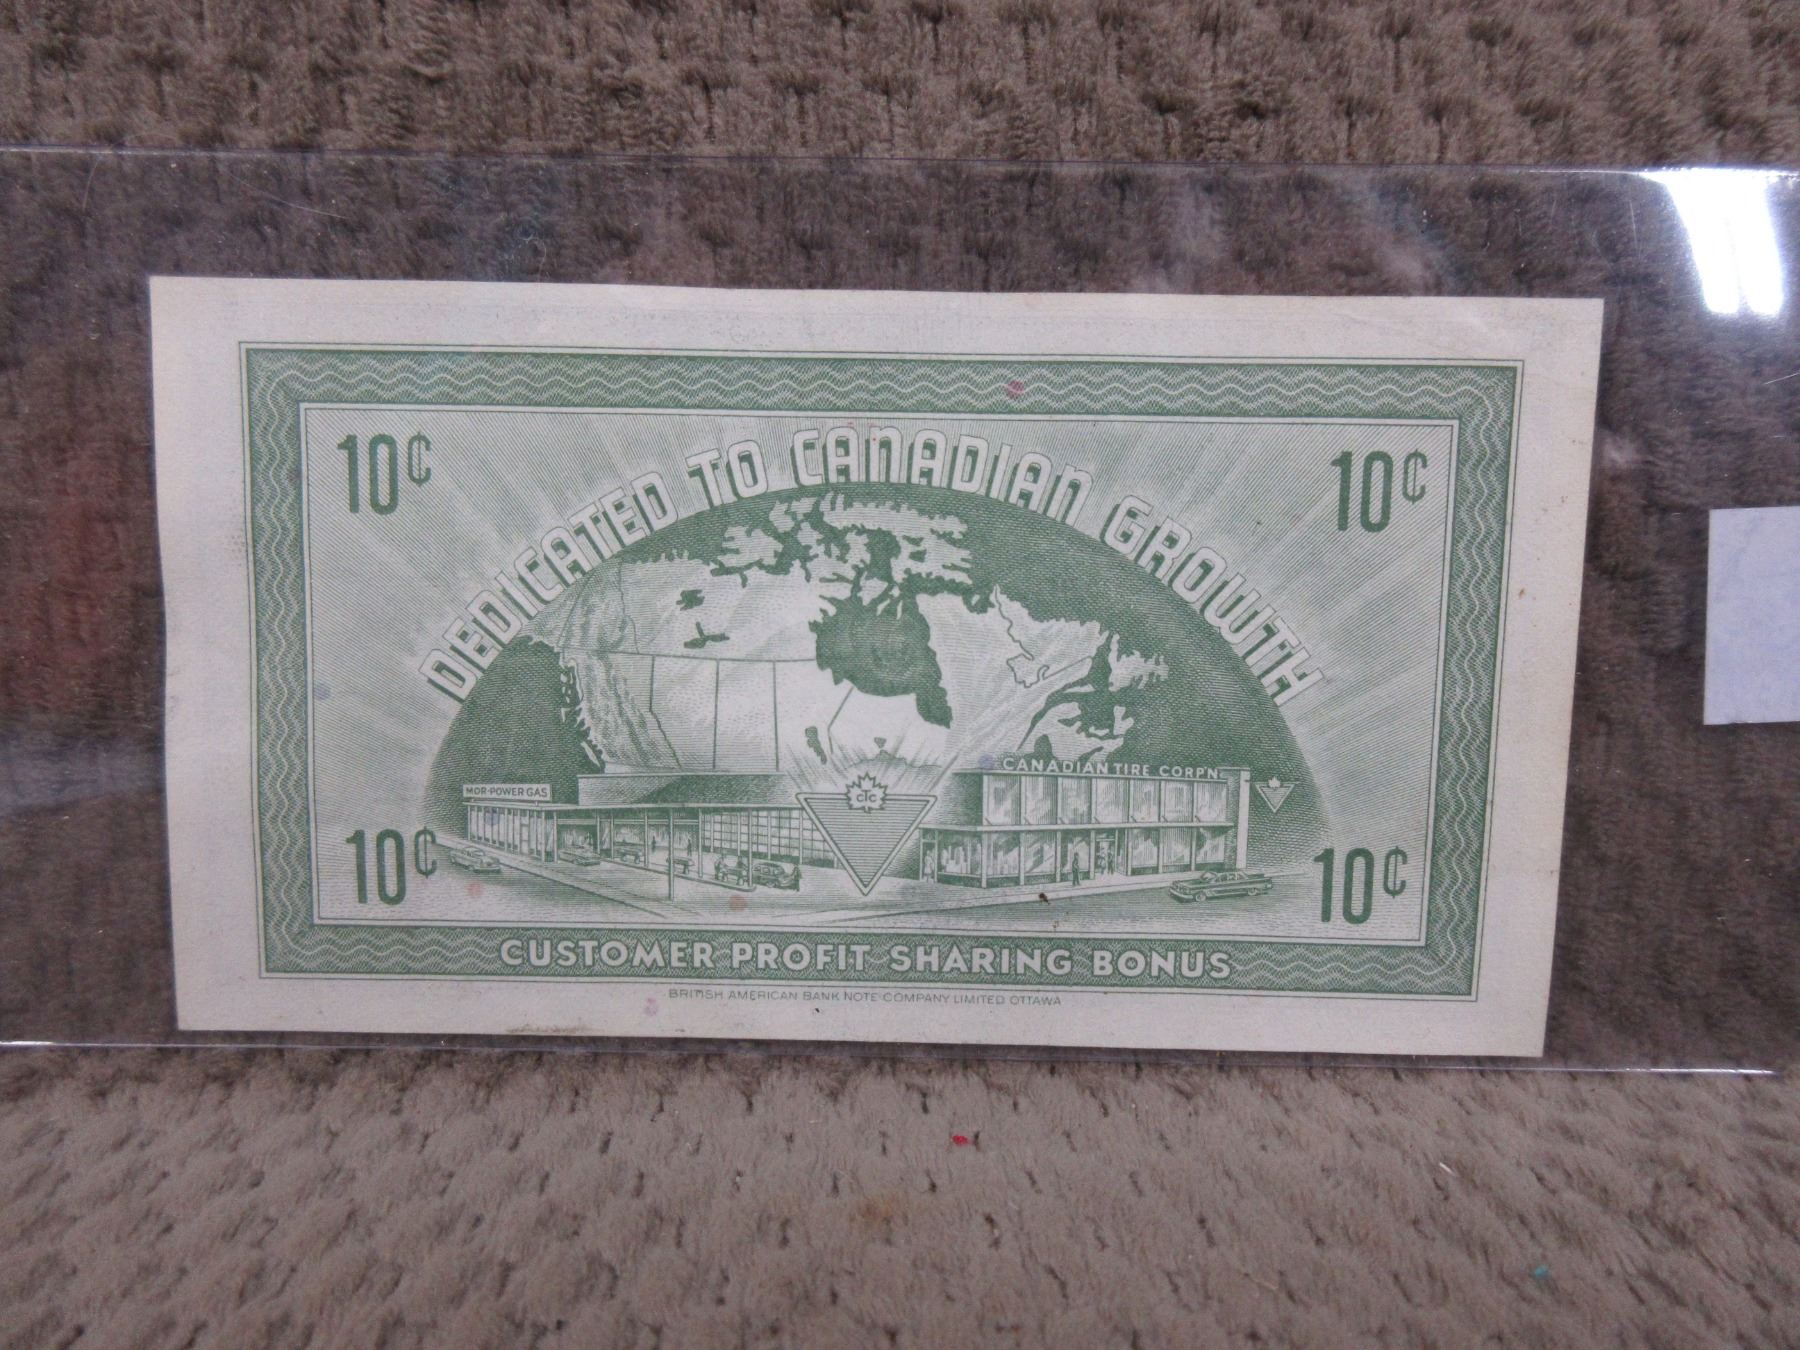 DEDICATED TO CANADIAN GROWTH
10¢ 10¢
MOR-POWER GAS
CTC
CANADIAN TIRE CORP'N.
10¢ 10¢
CUSTOMER PROFIT SHARING BONUS
BRITISH AMERICAN BANK NOTE COMPANY LIMITED OTTAWA